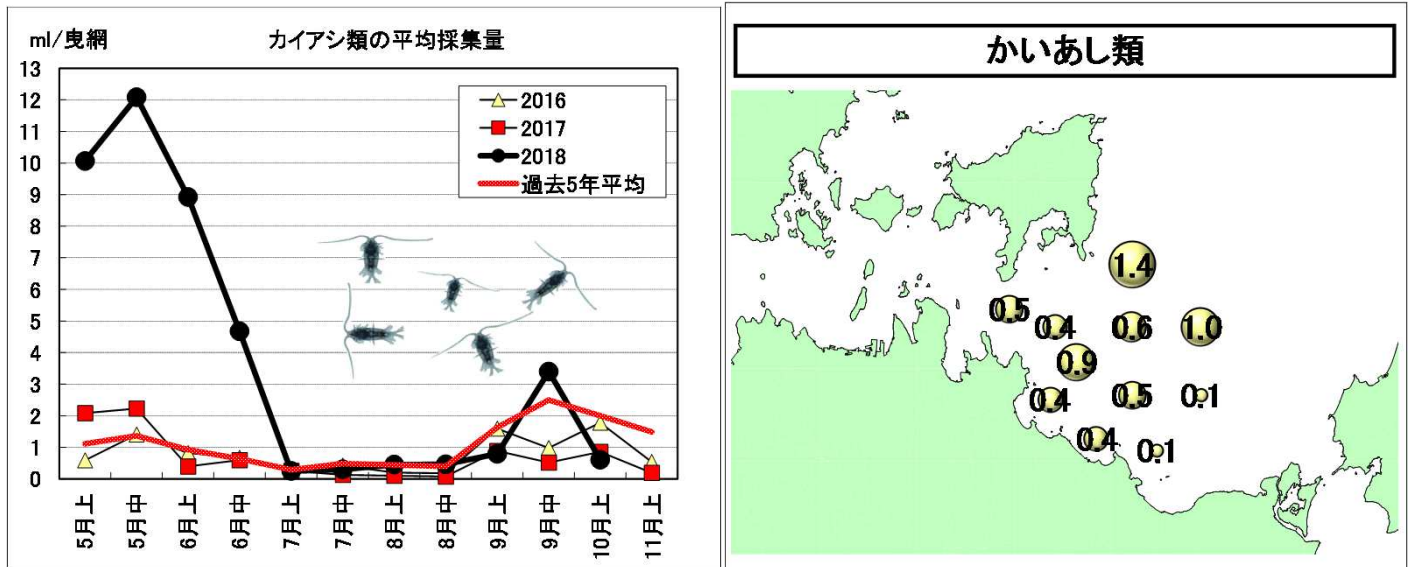 ml/曳網
カイアシ類の平均採集量
13
12
11
10
9
8
7
6
5
4
3
2
1
0
2016
2017
2018
過去5年平均
5月上
5月中
6月上
6月中
7月上
7月中
8月上
8月中
9月上
9月中
10月上
11月上
かいあし類
1.4
0.5
0.4
0.6
1.0
0.9
0.4
0.5
0.1
0.4
0.1